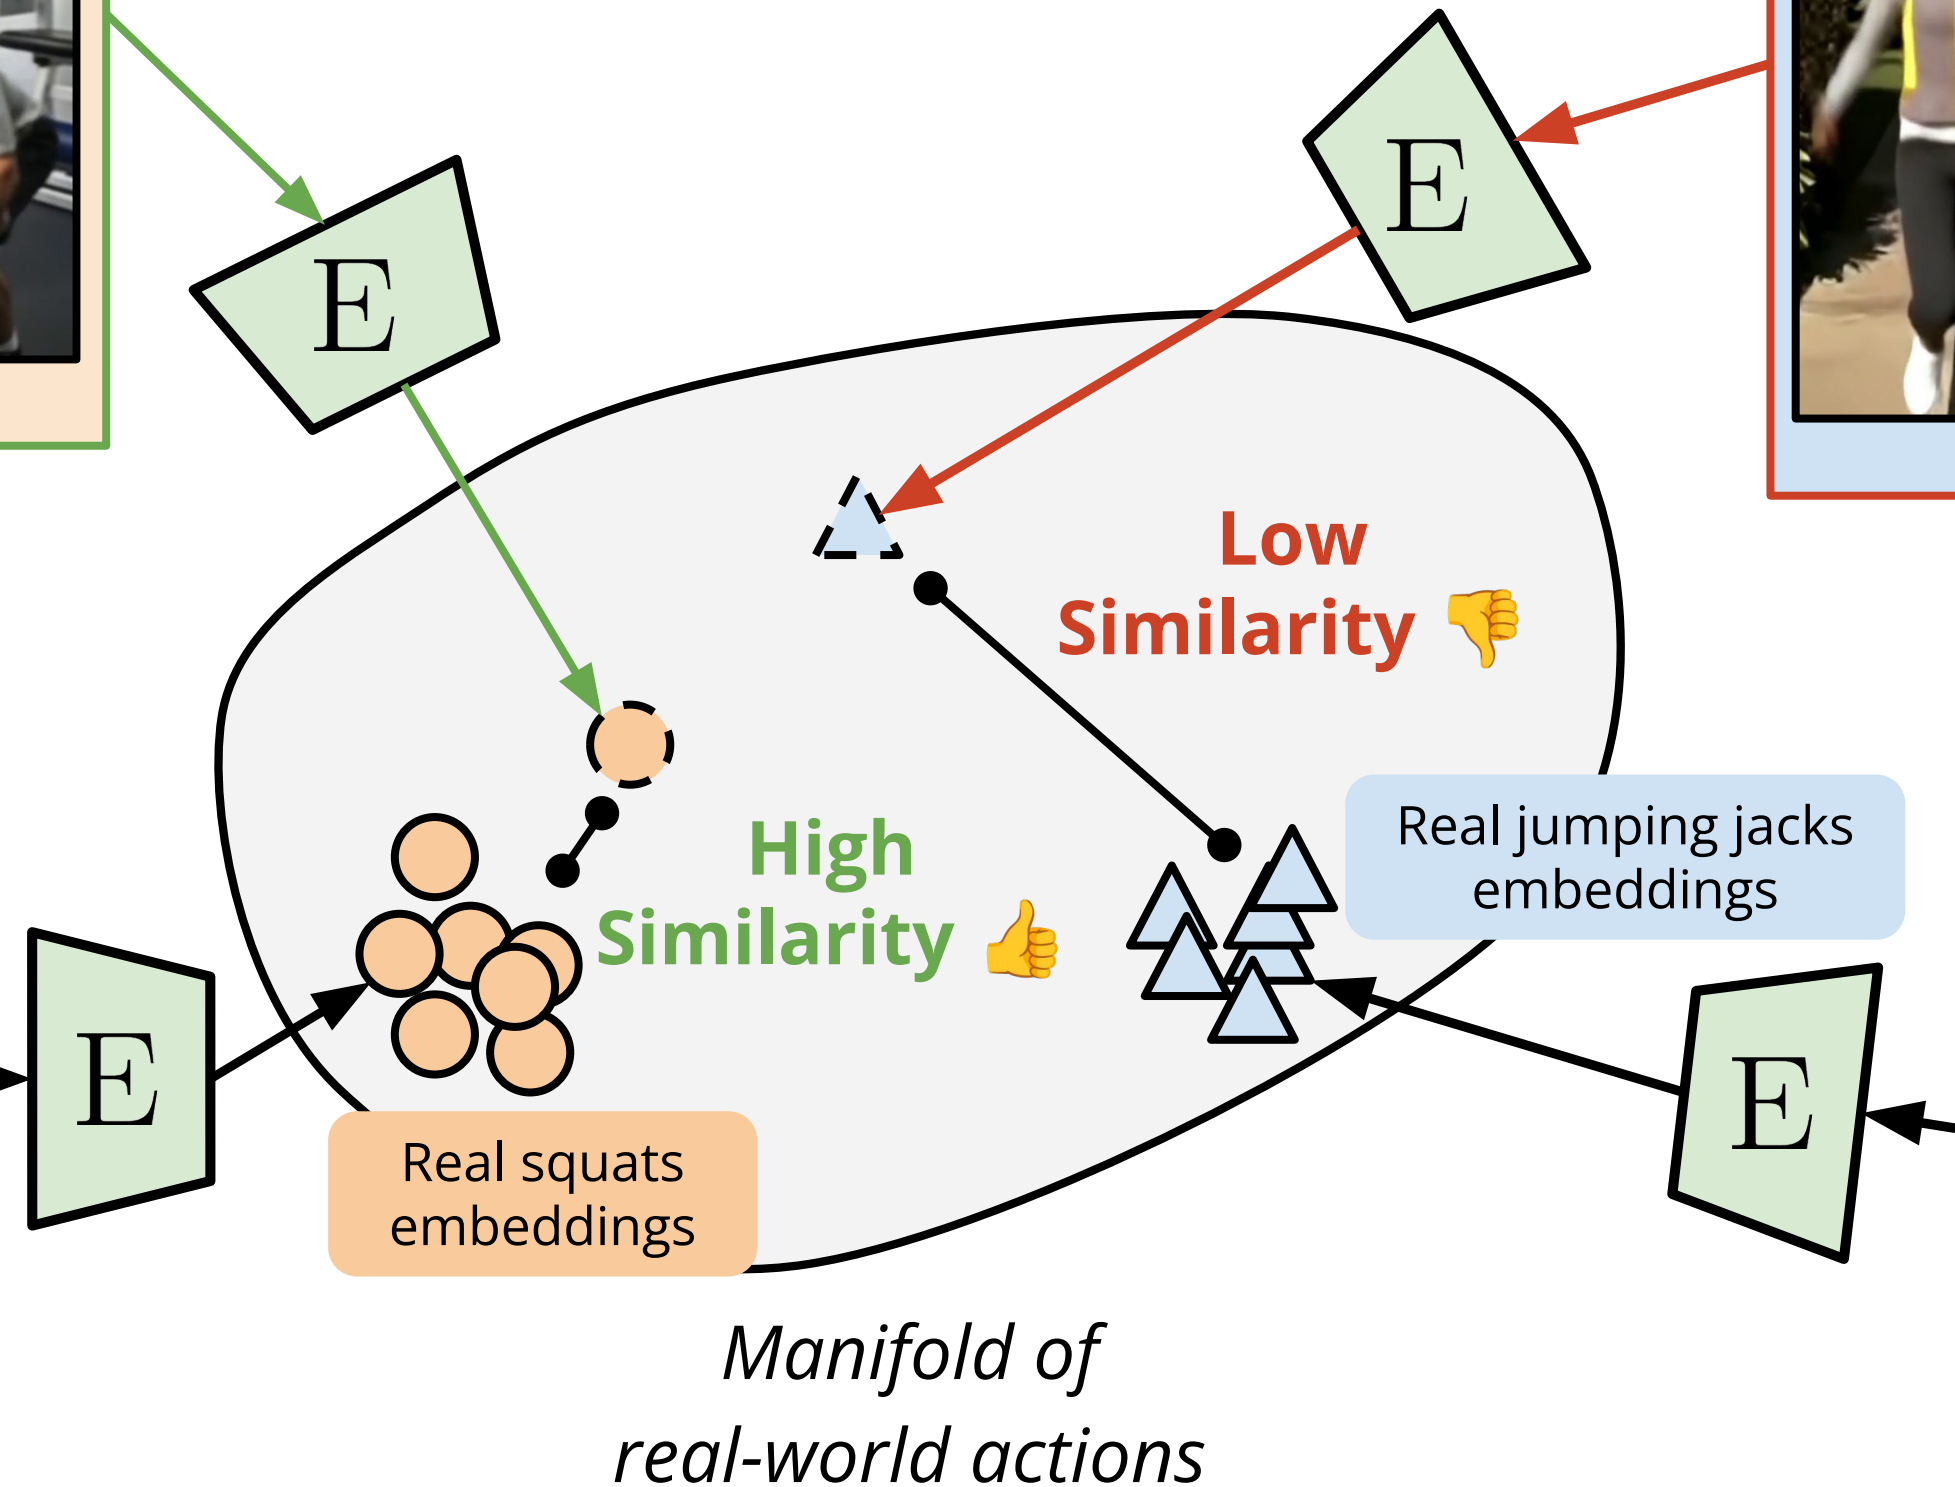 E
E
Low
Similarity
High
Similarity
Real jumping jacks
embeddings
E
E
Real squats
embeddings
Manifold of
real-world actions